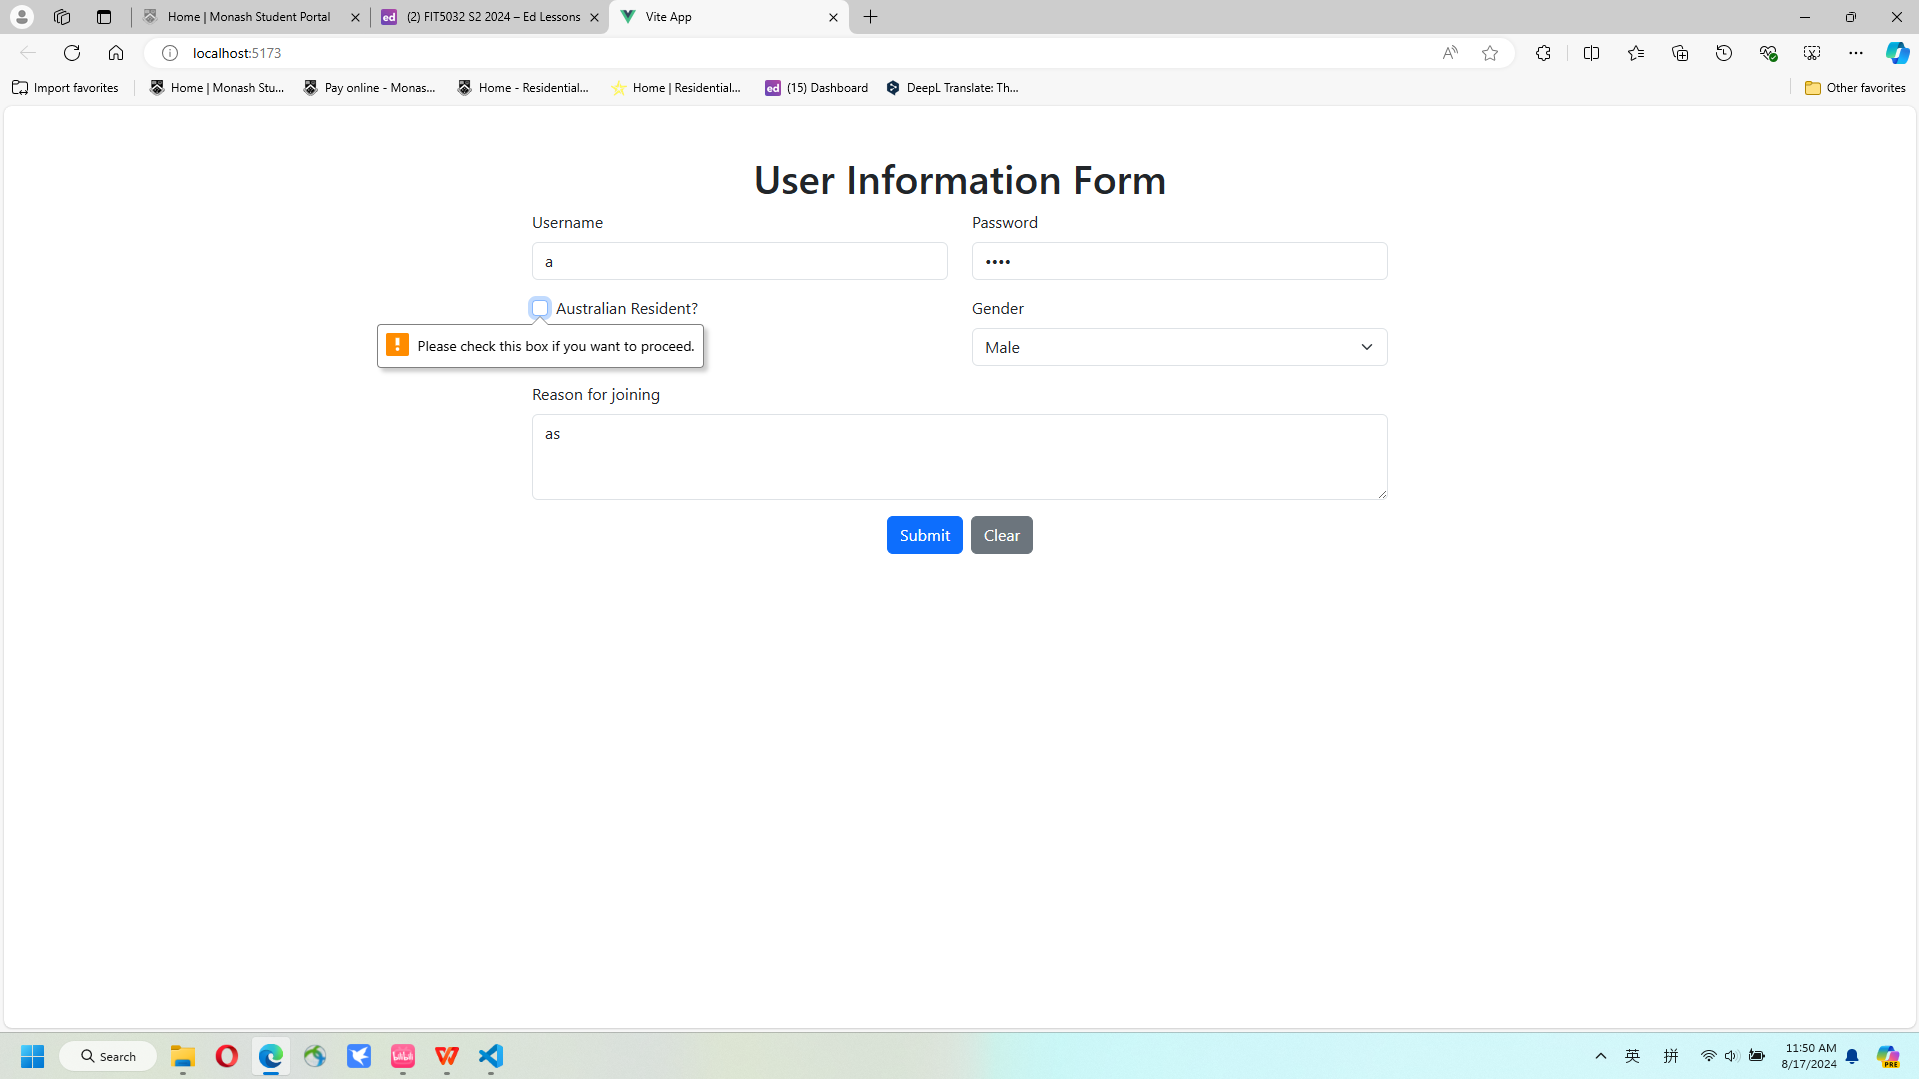 Home | Monash Student Portal
(2) FIT5032 S2 2024 – Ed Lessons
Vite App
localhost:5173
Import favorites
Home | Monash Stu...
Pay online - Monas...
Home - Residential...
Home | Residential...
(15) Dashboard
DeepL Translate: Th...
Other favorites
User Information Form
Username
Password
a
••••
Australian Resident?
Gender
Please check this box if you want to proceed.
Male
Reason for joining
as
Submit
Clear
Search
英
拼
11:50 AM
8/17/2024